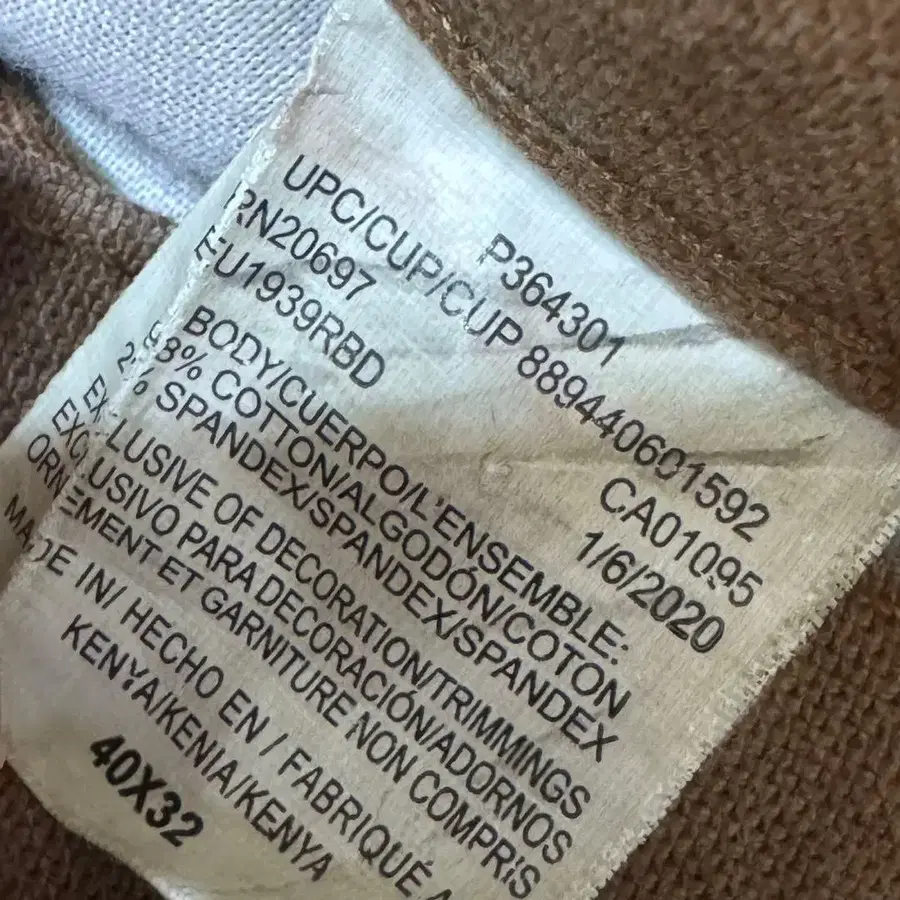 P364301
UPC/CUP/CUP 889440601592
RN20697 CA01095
EU1939RBD 1/6/2020
BODY/CUERPO/L'ENSEMBLE:
98% COTTON/ALGODÓN/COTON
2% SPANDEX/SPANDEX/SPANDEX
EXCLUSIVE OF DECORATION/TRIMMINGS
EXCLUSIVO PARA DECORACIÓN/ADORNOS
ORNEMENT ET GARNITURE NON COMPRIS
MADE IN/ HECHO EN / FABRIQUÉ A
KENYA/KENIA/KENYA
40X32